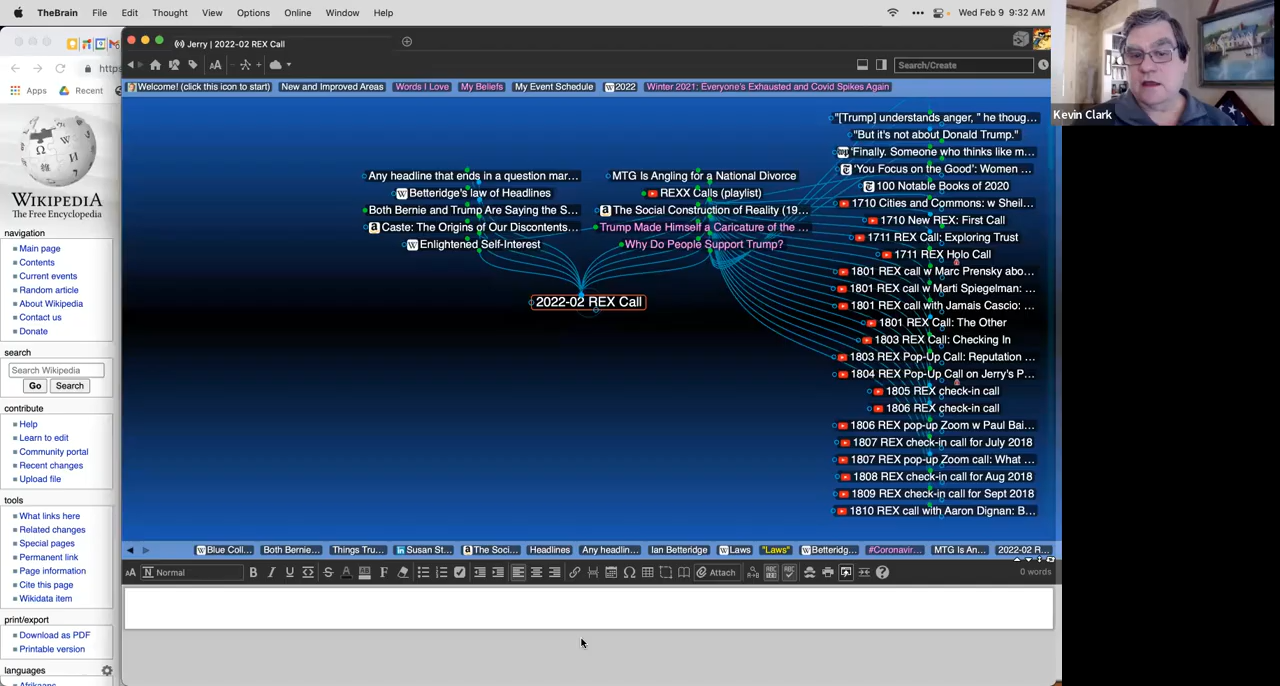 TheBrain File Edit Thought View Options Online Window Help Wed Feb 9 9:32 AM
Jerry | 2022-02 REX Call
https
Search/Create
Apps Recent
Welcome! (click this icon to start) New and Improved Areas Words I Love My Beliefs My Event Schedule 2022 Winter 2021: Everyone's Exhausted and Covid Spikes Again
Kevin Clark
WIKIPEDIA
The Free Encyclopedia
navigation
Main page
Contents
Current events
Random article
About Wikipedia
Contact us
Donate
search
Search Wikipedia
Go Search
contribute
Help
Learn to edit
Community portal
Recent changes
Upload file
tools
What links here
Related changes
Special pages
Permanent link
Page information
Cite this page
Wikidata item
print/export
Download as PDF
Printable version
languages
Afrikaans
Any headline that ends in a question mar...
Betteridge's law of Headlines
Both Bernie and Trump Are Saying the S...
Caste: The Origins of Our Discontents...
Enlightened Self-Interest
MTG Is Angling for a National Divorce
REXX Calls (playlist)
The Social Construction of Reality (19...
Trump Made Himself a Caricature of the ...
Why Do People Support Trump?
2022-02 REX Call
"[Trump] understands anger, " he thoug...
"But it's not about Donald Trump."
'Finally. Someone who thinks like m...
'You Focus on the Good': Women ...
100 Notable Books of 2020
1710 Cities and Commons: w Sheil...
1710 New REX: First Call
1711 REX Call: Exploring Trust
1711 REX Holo Call
1801 REX call w Marc Prensky abo...
1801 REX call w Marti Spiegelman: ...
1801 REX call with Jamais Cascio: ...
1801 REX Call: The Other
1803 REX Call: Checking In
1803 REX Pop-Up Call: Reputation ...
1804 REX Pop-Up Call on Jerry's P...
1805 REX check-in call
1806 REX check-in call
1806 REX pop-up Zoom w Paul Bai...
1807 REX check-in call for July 2018
1807 REX pop-up Zoom call: What ...
1808 REX check-in call for Aug 2018
1809 REX check-in call for Sept 2018
1810 REX call with Aaron Dignan: B...
Blue Coll... Both Bernie... Things Tru... Susan St... The Soci... Headlines Any headlin... Ian Betteridge Laws "Laws" Betteridg... #Coronavir... MTG Is An... 2022-02 R...
AA N Normal B I U S A F Attach 0 words